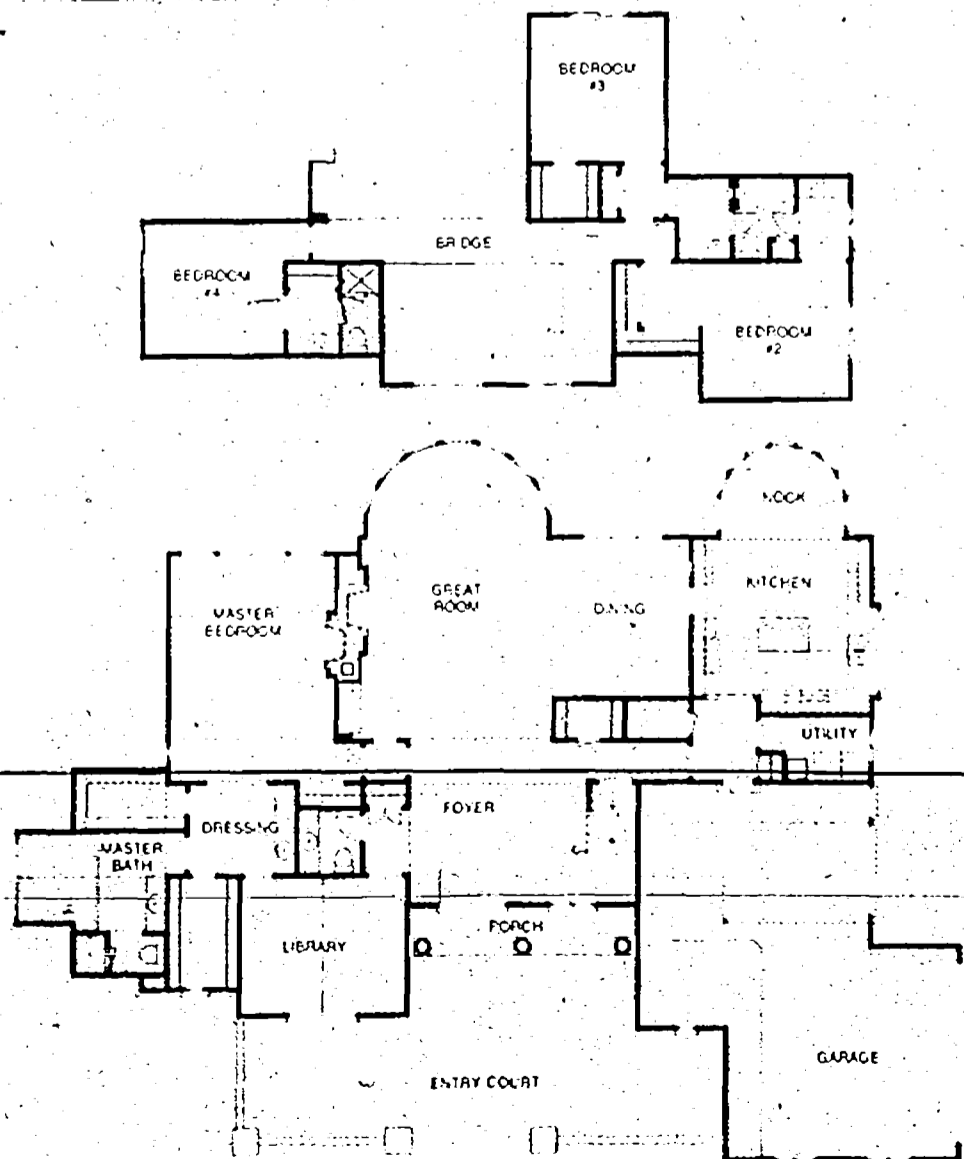 BEDROOM
#3
BRIDGE
BEDROOM
#4
BEDROOM
#2
NOOK
KITCHEN
GREAT
ROOM
DINING
MASTER
BEDROOM
UTILITY
FOYER
DRESSING
MASTER
BATH
PORCH
LIBRARY
GARAGE
ENTRY COURT